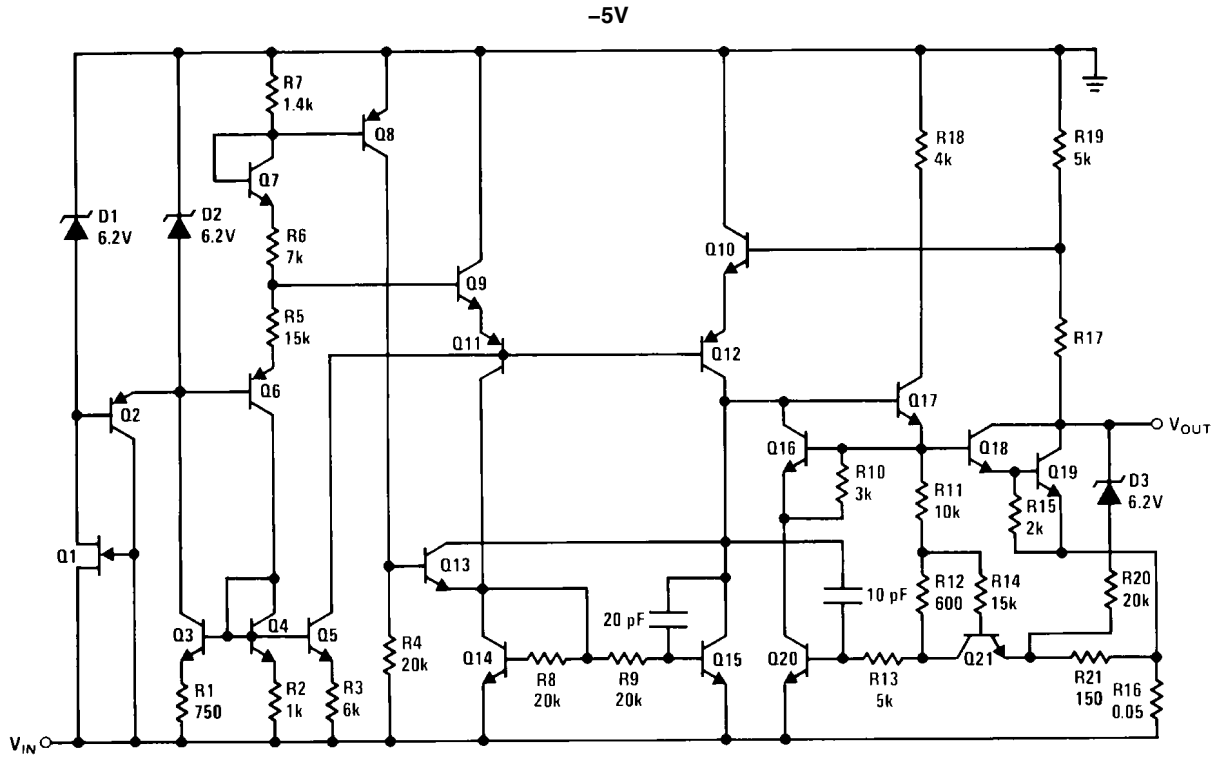 –5V
R7
1.4k
Q8
R18
4k
R19
5k
Q7
D1
6.2V
D2
6.2V
R6
7k
Q10
Q9
R5
15k
R17
Q11
Q12
Q6
Q2
Q17
VOUT
Q16
Q18
Q19
D3
6.2V
R10
3k
R11
10k
R15
2k
Q1
Q13
R12
600
R14
15k
R20
20k
20 pF
10 pF
Q3
Q4
Q5
R4
20k
Q14
Q15
Q20
Q21
R8
20k
R9
20k
R13
5k
R21
150
R16
0.05
R1
750
R2
1k
R3
6k
VIN